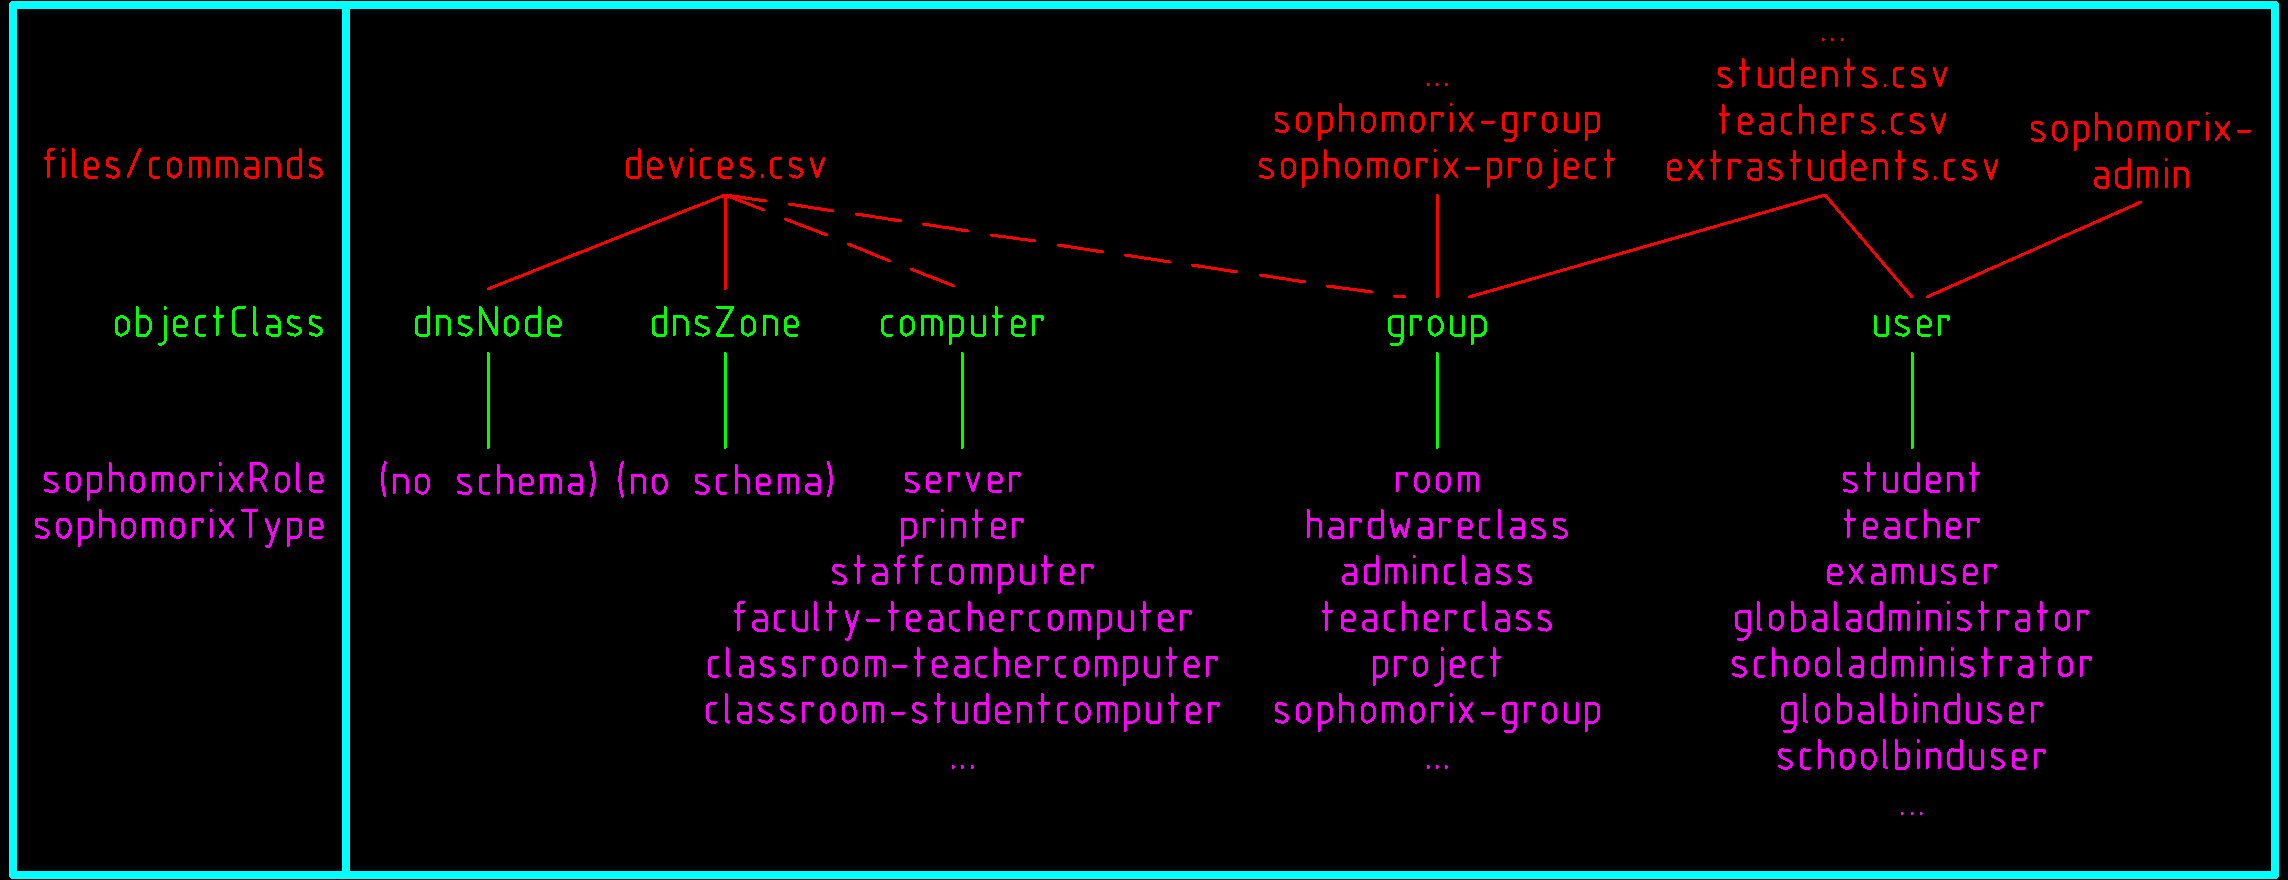 files/commands
devices.csv
...
sophomorix-group
sophomorix-project
...
students.csv
teachers.csv
extrastudents.csv
sophomorix-
admin
objectClass
dnsNode
dnsZone
computer
group
user
sophomorixRole
sophomorixType
(no schema)
(no schema)
server
printer
staffcomputer
faculty-teachercomputer
classroom-teachercomputer
classroom-studentcomputer
...
room
hardwareclass
adminclass
teacherclass
project
sophomorix-group
...
student
teacher
examuser
globaladministrator
schooladministrator
globalbinduser
schoolbinduser
...